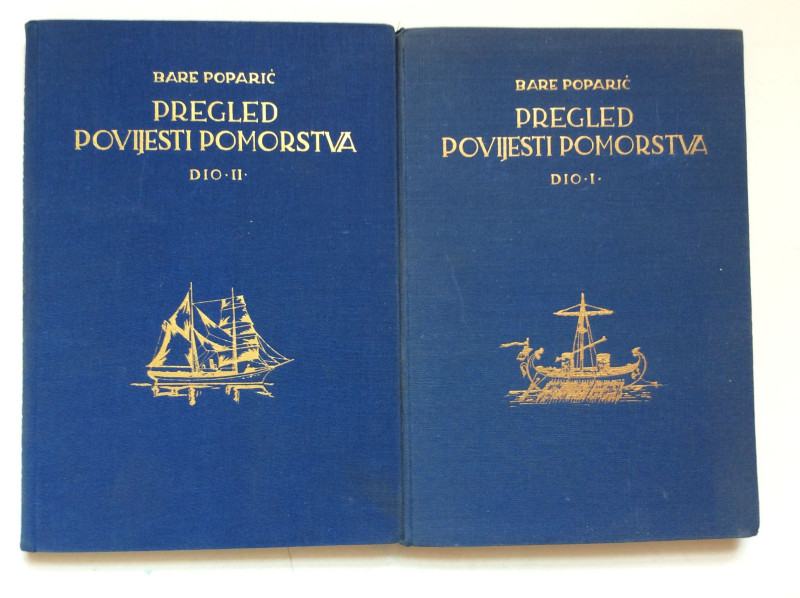 BARE POPARIĆ
PREGLED
POVIJESTI POMORSTVA
DIO·II·
BARE POPARIĆ
PREGLED
POVIJESTI POMORSTVA
DIO·I·